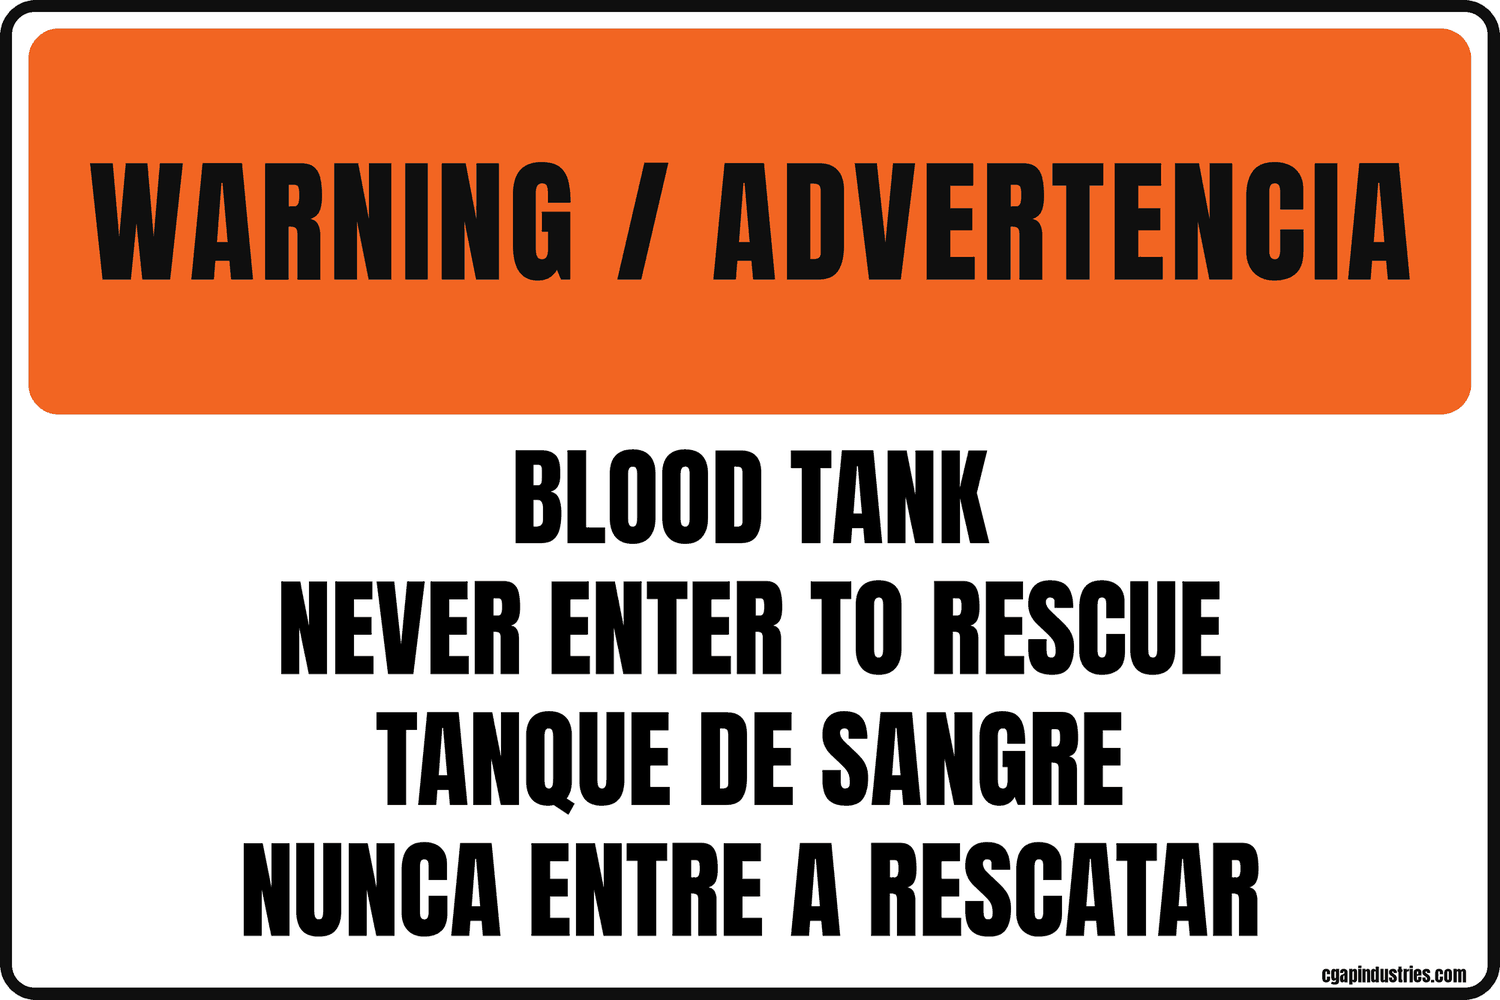 WARNING / ADVERTENCIA
BLOOD TANK
NEVER ENTER TO RESCUE
TANQUE DE SANGRE
NUNCA ENTRE A RESCATAR
cgapindustries.com